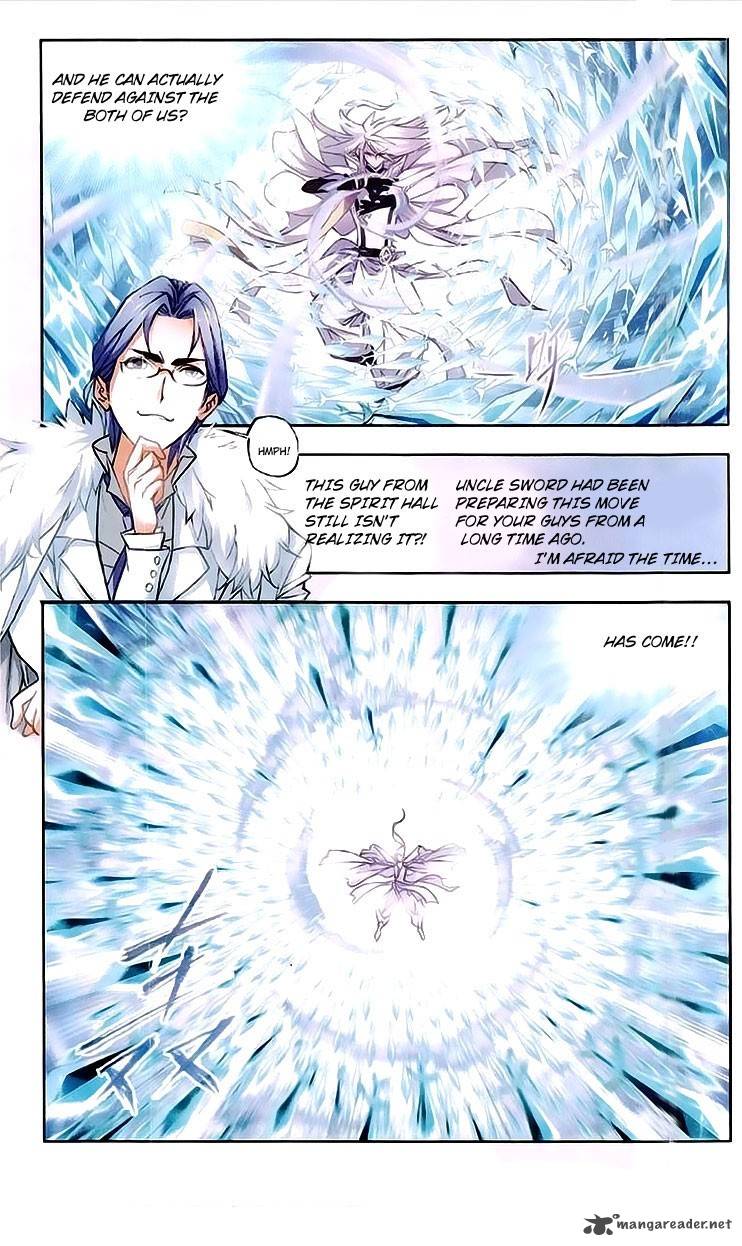 AND HE CAN ACTUALLY
DEFEND AGAINST THE
BOTH OF US?
HMPH!
THIS GUY FROM
THE SPIRIT HALL
STILL ISN'T
REALIZING IT?!
UNCLE SWORD HAD BEEN
PREPARING THIS MOVE
FOR YOUR GUYS FROM A
LONG TIME AGO.
I'M AFRAID THE TIME...
HAS COME!!
mangareader.net